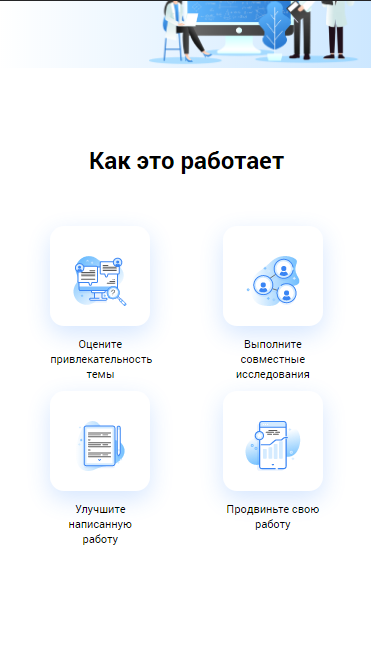 Как это работает
Оцените
привлекательность
темы
Выполните
совместные
исследования
Улучшите
написанную
работу
Продвиньте свою
работу